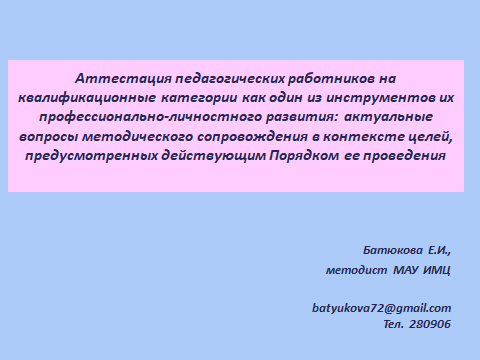 Аттестация педагогических работников на
квалификационные категории как один из инструментов их
профессионально-личностного развития: актуальные
вопросы методического сопровождения в контексте целей,
предусмотренных действующим Порядком ее проведения
Батюкова Е.И.,
методист МАУ ИМЦ
batyukova72@gmail.com
Тел. 280906